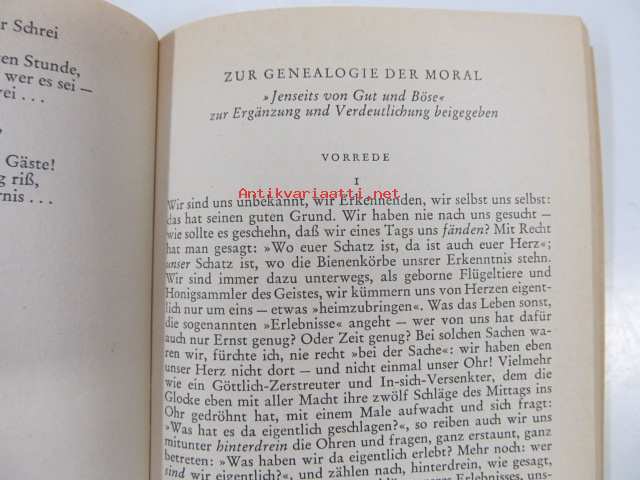 r Schrei
en Stunde,
wer es sei –
rei . . .
Gäste!
g riß,
rnis . . .
ZUR GENEALOGIE DER MORAL
»Jenseits von Gut und Böse«
zur Ergänzung und Verdeutlichung beigegeben
VORREDE
1
Antikvariaatti.net
Wir sind uns unbekannt, wir Erkennenden, wir selbst uns selbst:
das hat seinen guten Grund. Wir haben nie nach uns gesucht –
wie sollte es geschehn, daß wir eines Tags uns fänden? Mit Recht
hat man gesagt: »Wo euer Schatz ist, da ist auch euer Herz«;
unser Schatz ist, wo die Bienenkörbe unsrer Erkenntnis stehn.
Wir sind immer dazu unterwegs, als geborne Flügeltiere und
Honigsammler des Geistes, wir kümmern uns von Herzen eigent-
lich nur um eins – etwas »heimzubringen«. Was das Leben sonst,
die sogenannten »Erlebnisse« angeht – wer von uns hat dafür
auch nur Ernst genug? Oder Zeit genug? Bei solchen Sachen wa-
ren wir, fürchte ich, nie recht »bei der Sache«: wir haben eben
unser Herz nicht dort – und nicht einmal unser Ohr! Vielmehr
wie ein Göttlich-Zerstreuter und In-sich-Versenkter, dem die
Glocke eben mit aller Macht ihre zwölf Schläge des Mittags ins
Ohr gedröhnt hat, mit einem Male aufwacht und sich fragt:
»Was hat es da eigentlich geschlagen?«, so reiben auch wir uns
mitunter hinterdrein die Ohren und fragen, ganz erstaunt, ganz
betreten: »Was haben wir da eigentlich erlebt? Mehr noch: wer
sind wir eigentlich?«, und zählen nach, hinterdrein, wie gesagt,
unseres Erlebnisses, uns-